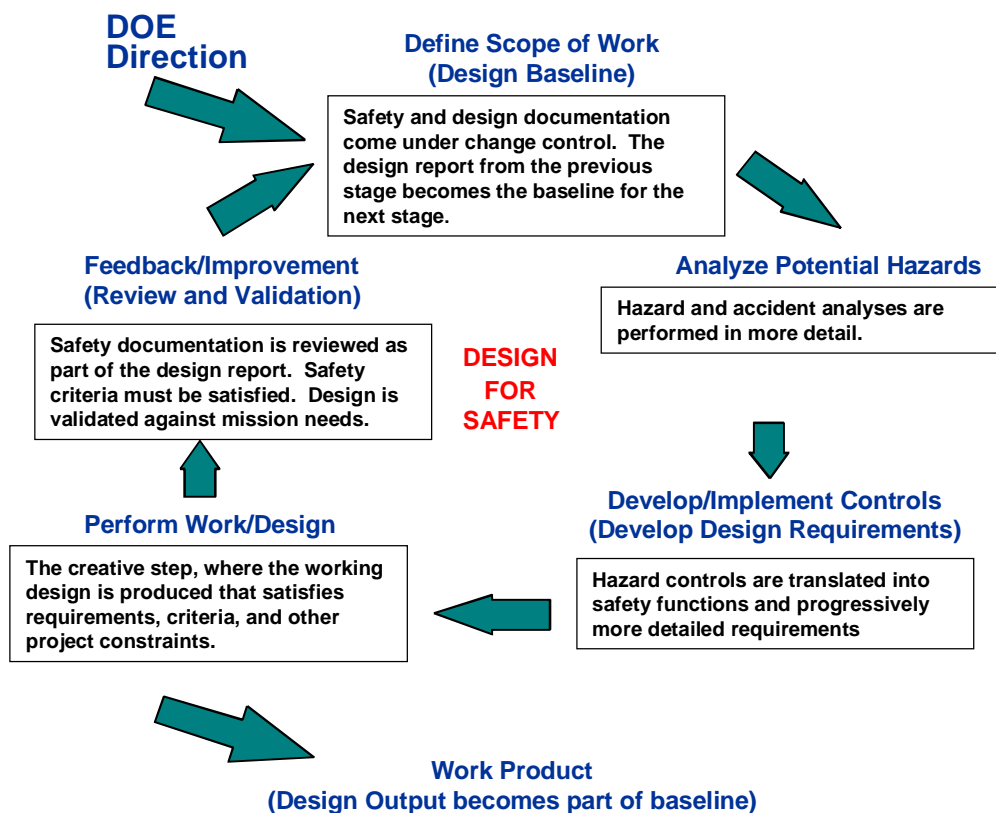 DOE
Direction
Define Scope of Work
(Design Baseline)
Safety and design documentation
come under change control.  The
design report from the previous
stage becomes the baseline for the
next stage.
Analyze Potential Hazards
Hazard and accident analyses are
performed in more detail.
Develop/Implement Controls
(Develop Design Requirements)
Hazard controls are translated into
safety functions and progressively
more detailed requirements
Perform Work/Design
The creative step, where the working
design is produced that satisfies
requirements, criteria, and other
project constraints.
Feedback/Improvement
(Review and Validation)
Safety documentation is reviewed as
part of the design report.  Safety
criteria must be satisfied.  Design is
validated against mission needs.
DESIGN
FOR
SAFETY
Work Product
(Design Output becomes part of baseline)